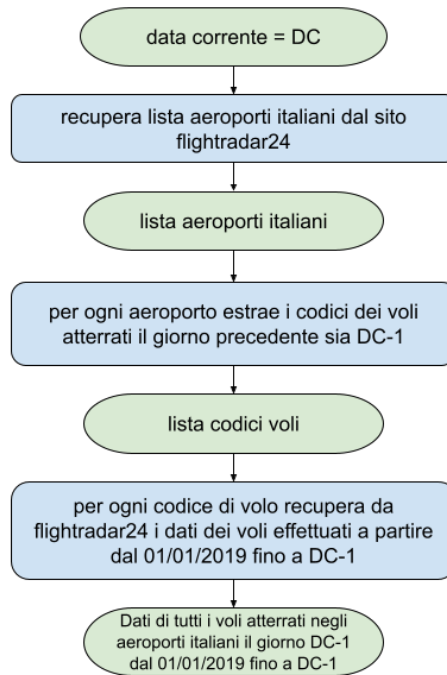 data corrente = DC
recupera lista aeroporti italiani dal sito
flightradar24
lista aeroporti italiani
per ogni aeroporto estrae i codici dei voli
atterrati il giorno precedente sia DC-1
lista codici voli
per ogni codice di volo recupera da
flightradar24 i dati dei voli effettuati a partire
dal 01/01/2019 fino a DC-1
Dati di tutti i voli atterrati negli
aeroporti italiani il giorno DC-1
dal 01/01/2019 fino a DC-1